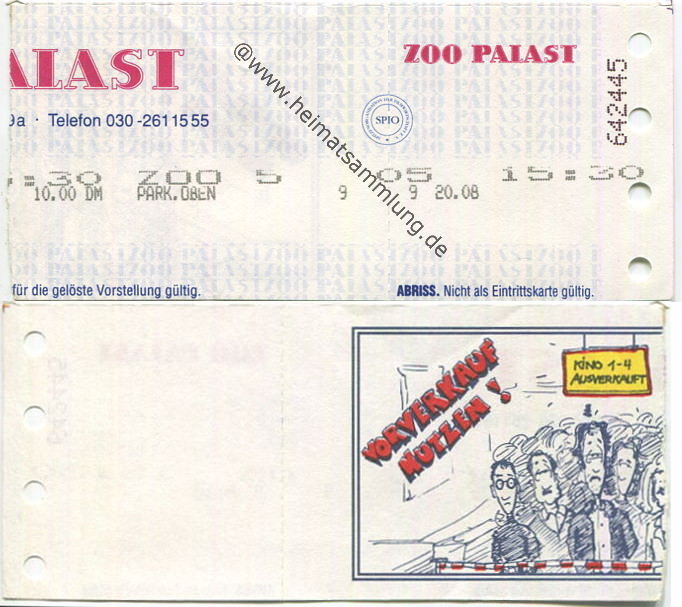 ALAST
ZOO PALAST
@www.heimatsammlung.de
9a · Telefon 030 -261 15 55
SPIO
642445
:30 ZOO 5 05 15:30
10.00 DM PARK.OBEN 9 9 20.08
für die gelöste Vorstellung gültig.
ABRISS. Nicht als Eintrittskarte gültig.
VORVERKAUF
NUTZEN!
KINO 1-4
AUSVERKAUFT